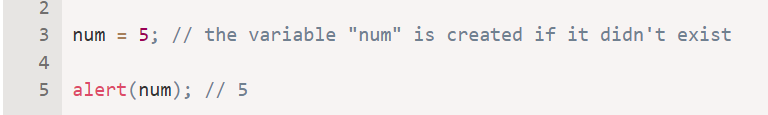 2
3 num = 5; // the variable "num" is created if it didn't exist
4
5 alert(num); // 5